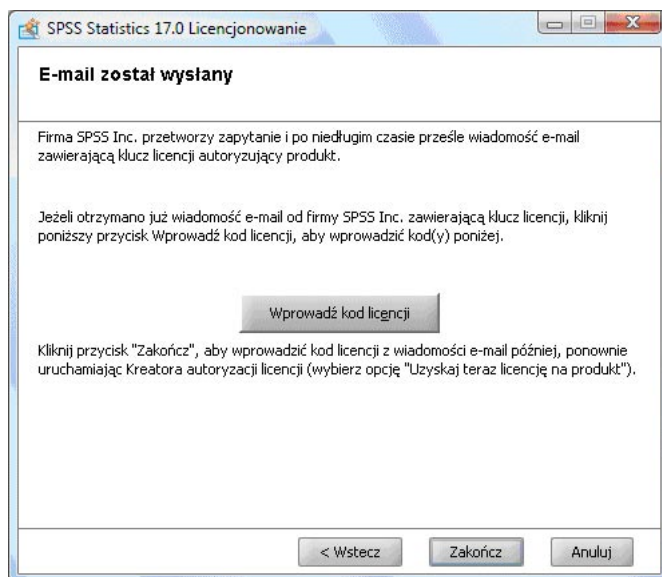 SPSS Statistics 17.0 Licencjonowanie
E-mail został wysłany
Firma SPSS Inc. przetworzy zapytanie i po niedługim czasie prześle wiadomość e-mail
zawierającą klucz licencji autoryzujący produkt.
Jeżeli otrzymano już wiadomość e-mail od firmy SPSS Inc. zawierającą klucz licencji, kliknij
poniższy przycisk Wprowadź kod licencji, aby wprowadzić kod(y) poniżej.
Wprowadź kod licencji
Kliknij przycisk "Zakończ", aby wprowadzić kod licencji z wiadomości e-mail później, ponownie
uruchamiając Kreatora autoryzacji licencji (wybierz opcję "Uzyskaj teraz licencję na produkt").
< Wstecz
Zakończ
Anuluj